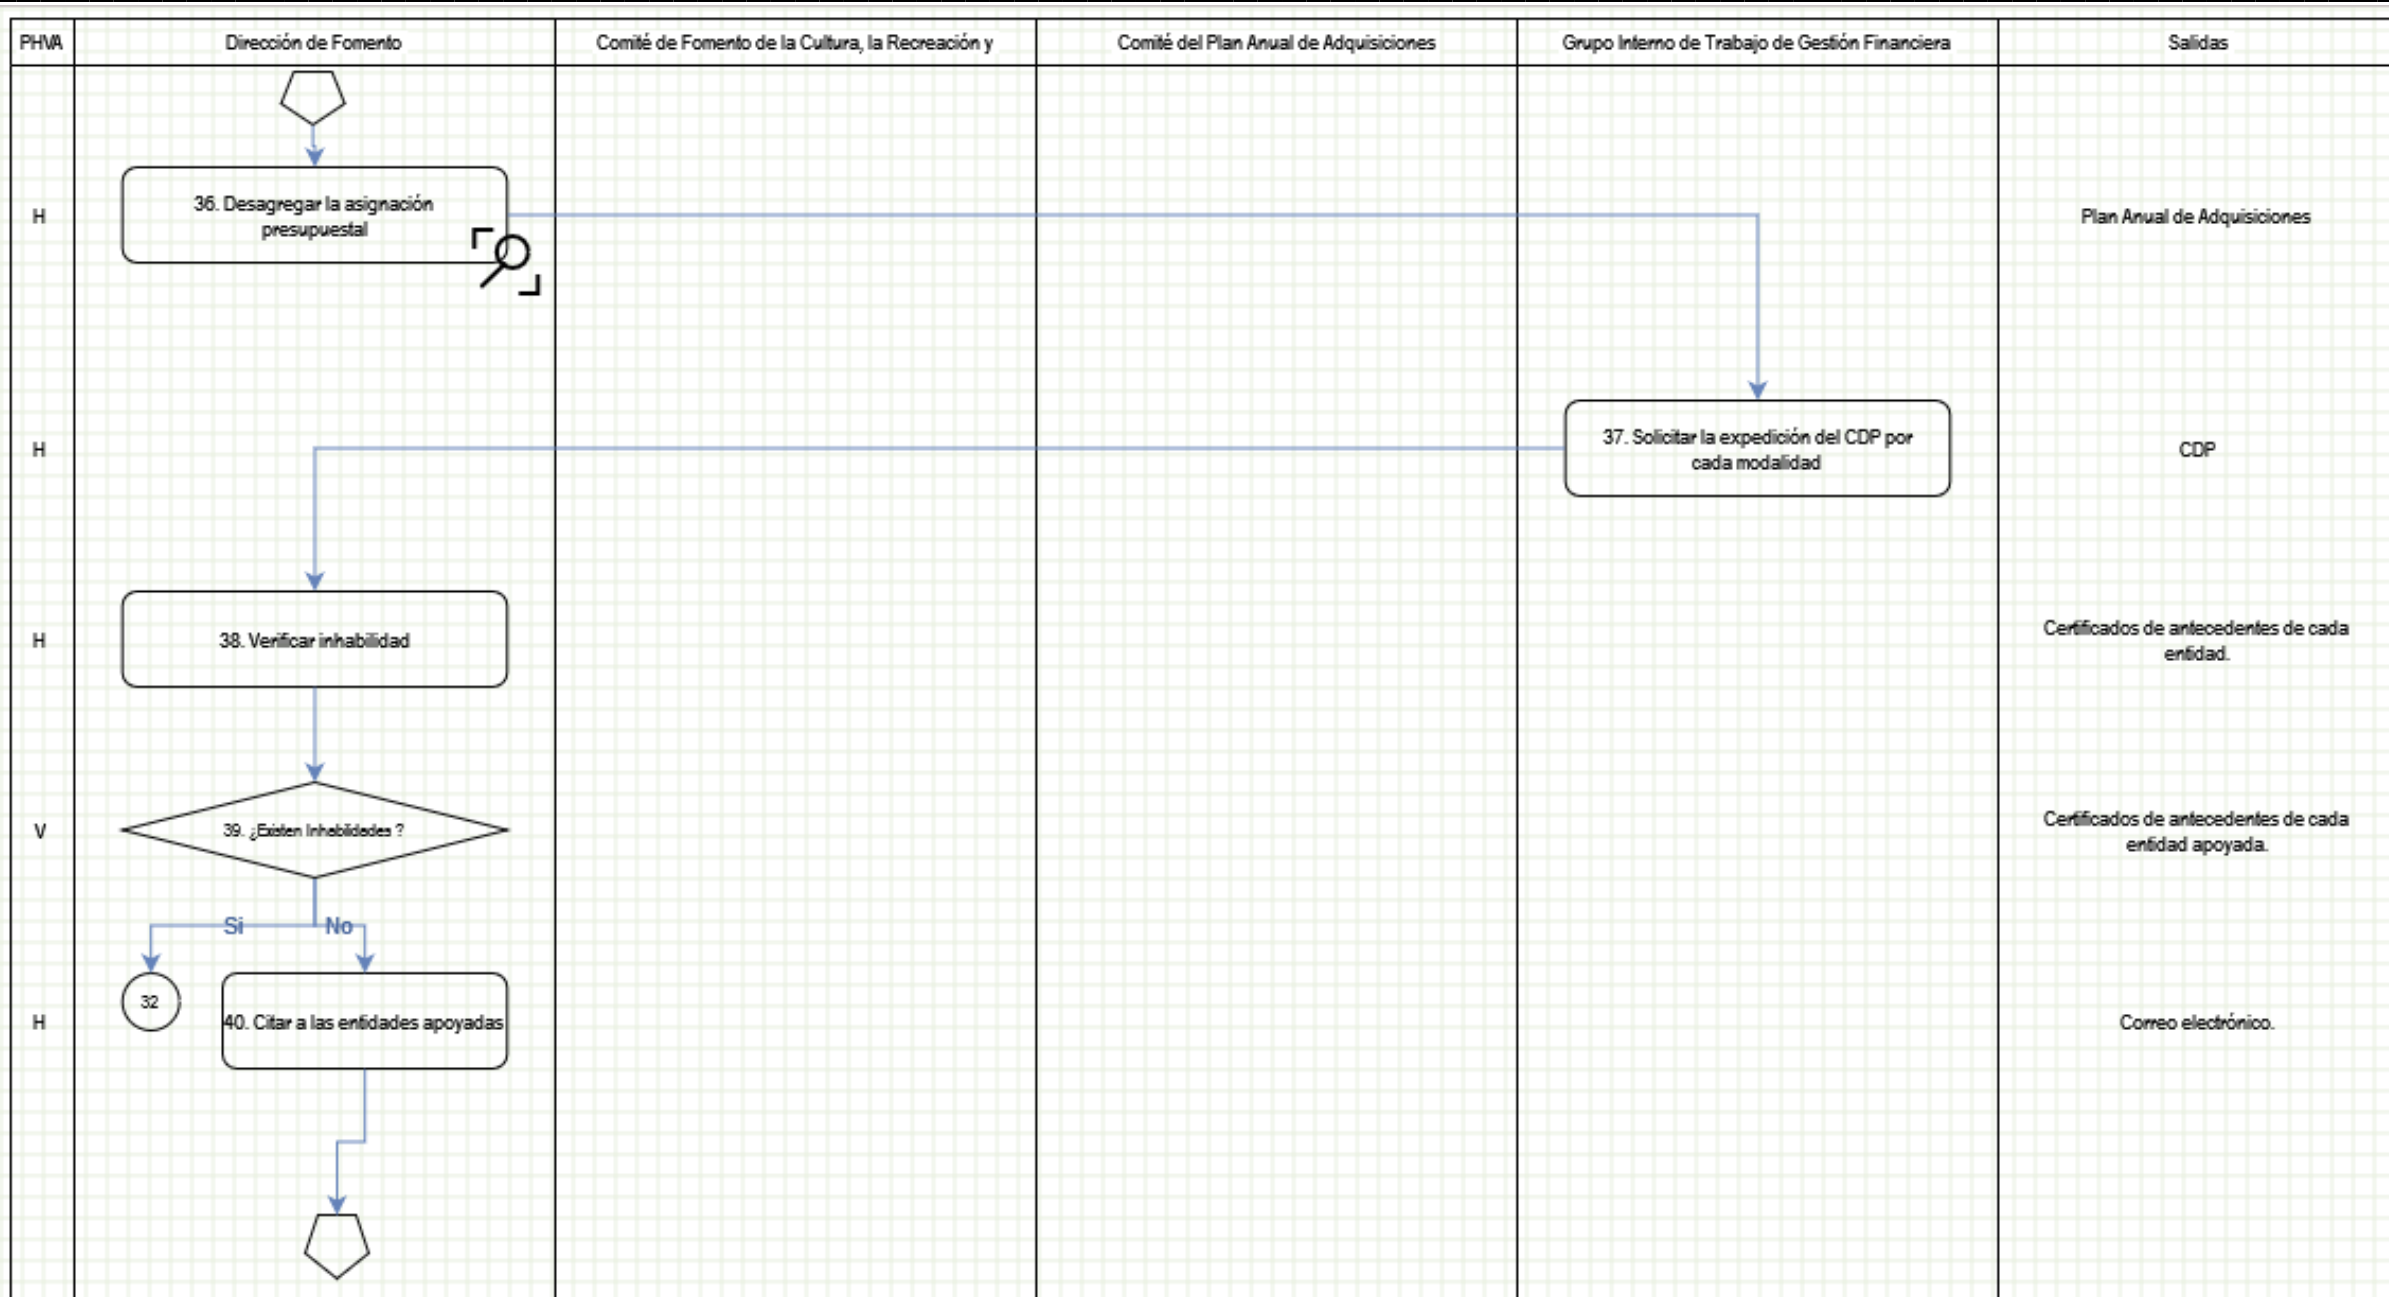 PHVA
Dirección de Fomento
Comité de Fomento de la Cultura, la Recreación y
Comité del Plan Anual de Adquisiciones
Grupo Interno de Trabajo de Gestión Financiera
Salidas
H
36. Desagregar la asignación
presupuestal
Plan Anual de Adquisiciones
H
37. Solicitar la expedición del CDP por
cada modalidad
CDP
H
38. Verificar inhabilidad
Certificados de antecedentes de cada
entidad.
V
39. ¿Existen Inhabilidades ?
Certificados de antecedentes de cada
entidad apoyada.
Si
No
H
32
40. Citar a las entidades apoyadas
Correo electrónico.